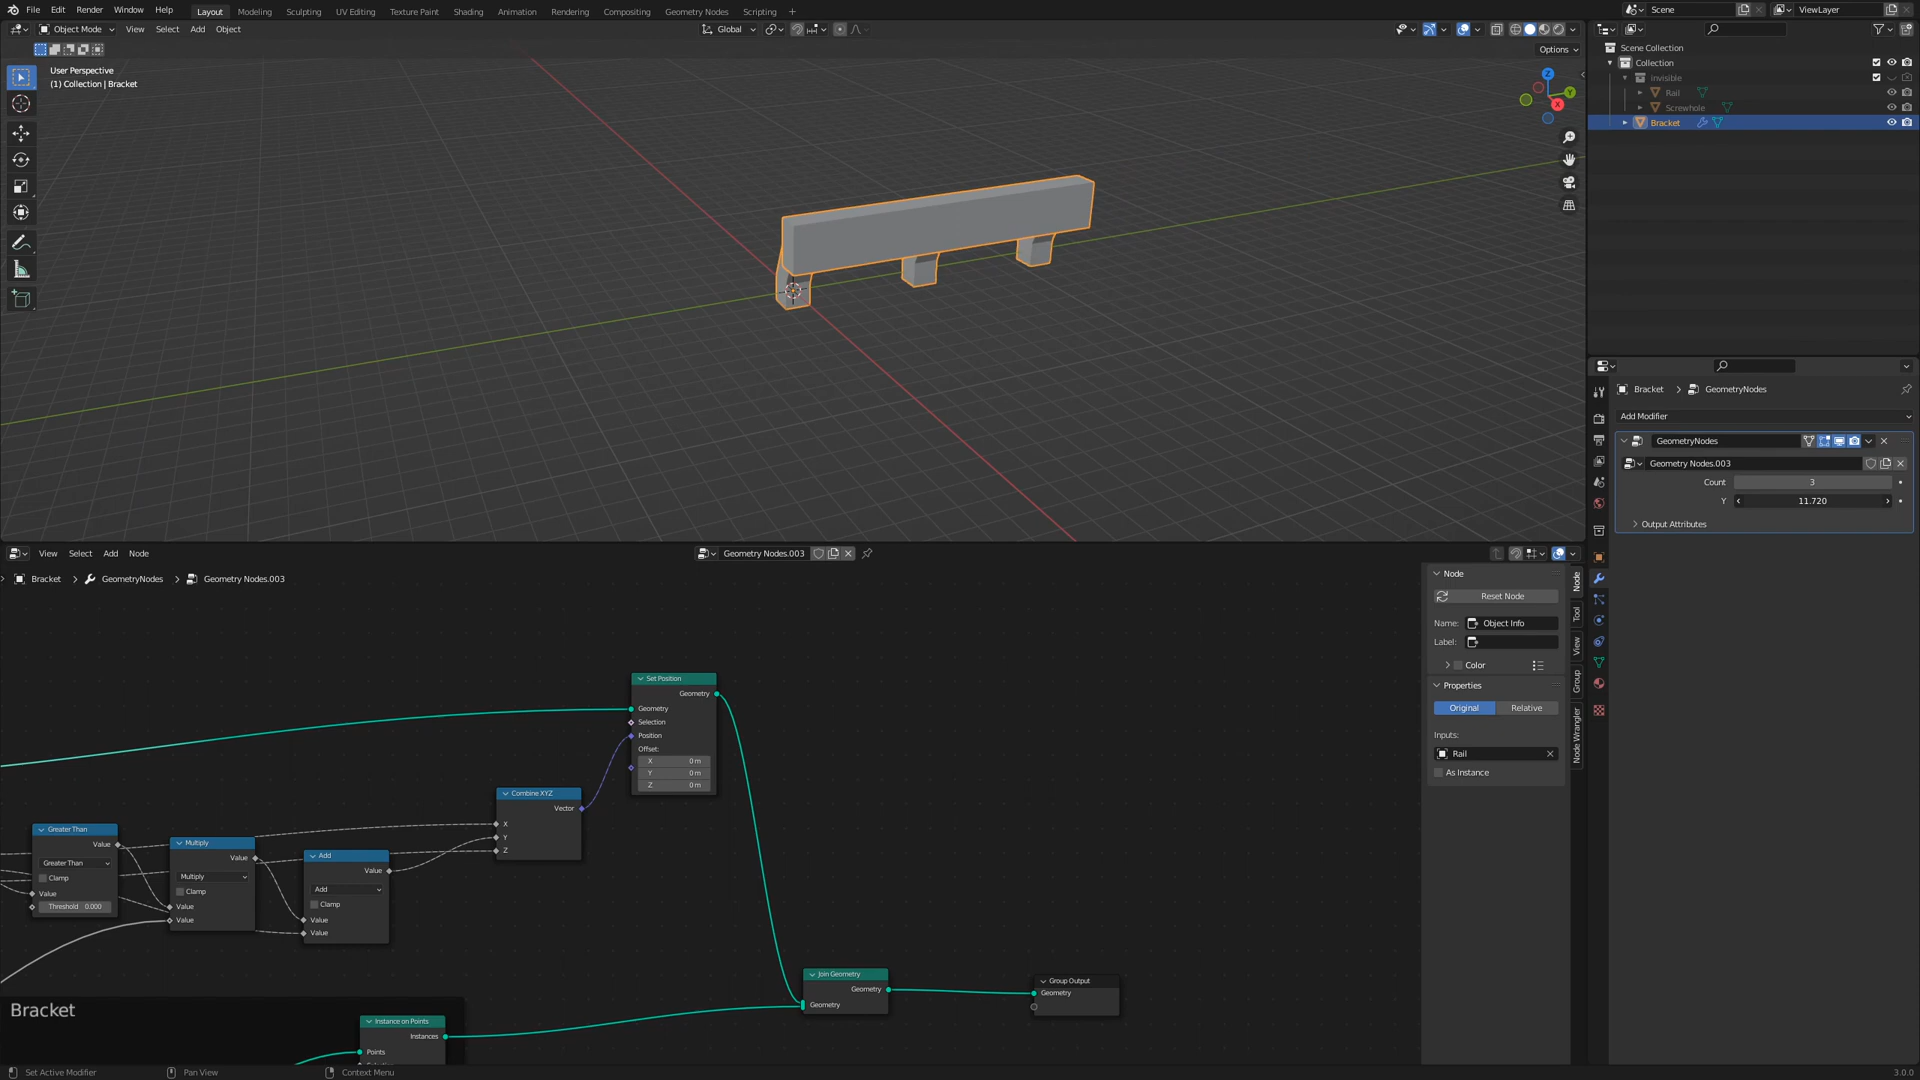 File Edit Render Window Help Layout Modeling Sculpting UV Editing Texture Paint Shading Animation Rendering Compositing Geometry Nodes Scripting + Scene ViewLayer
Object Mode View Select Add Object Global
Options
User Perspective
(1) Collection | Bracket
Z
Y
X
Scene Collection
Collection
Invisible
Rail
Screwhole
Bracket
Bracket > GeometryNodes
Add Modifier
GeometryNodes
Geometry Nodes.003
Count 3
Y 11.720
Output Attributes
View Select Add Node Geometry Nodes.003
Bracket > GeometryNodes > Geometry Nodes.003
Set Position
Geometry
Geometry
Selection
Position
Offset:
X 0 m
Y 0 m
Z 0 m
Combine XYZ
Vector
X
Y
Z
Greater Than
Value
Greater Than
Clamp
Value
Threshold 0.000
Multiply
Value
Multiply
Clamp
Value
Value
Add
Value
Add
Clamp
Value
Value
Join Geometry
Geometry
Geometry
Group Output
Geometry
Bracket
Instance on Points
Instances
Points
Node
Reset Node
Name: Object Info
Label:
Color
Properties
Original Relative
Inputs:
Rail
As Instance
Node
Tool
View
Group
Node Wrangler
Set Active Modifier Pan View Context Menu 3.0.0